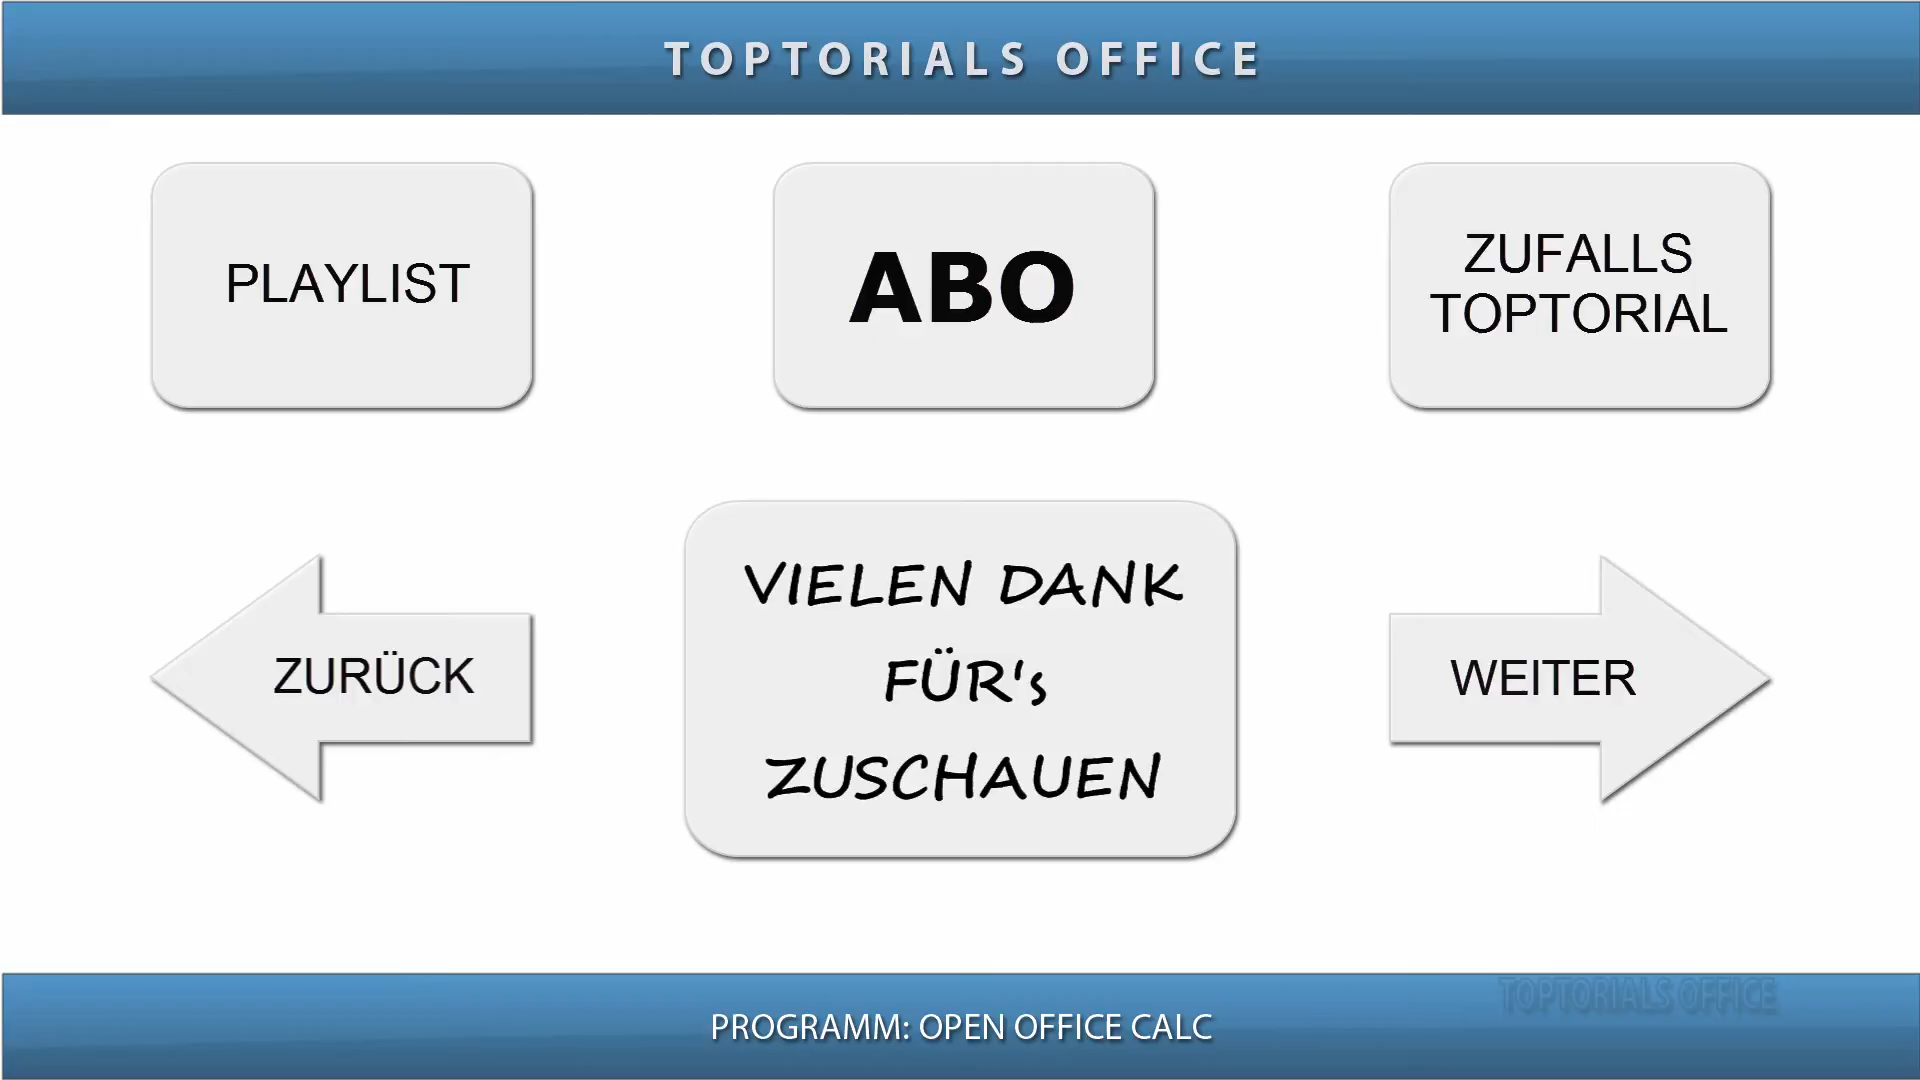 TOPTORIALS OFFICE
PLAYLIST
ABO
ZUFALLS
TOPTORIAL
ZURÜCK
VIELEN DANK
FÜR's
ZUSCHAUEN
WEITER
TOPTORIALS OFFICE
PROGRAMM: OPEN OFFICE CALC